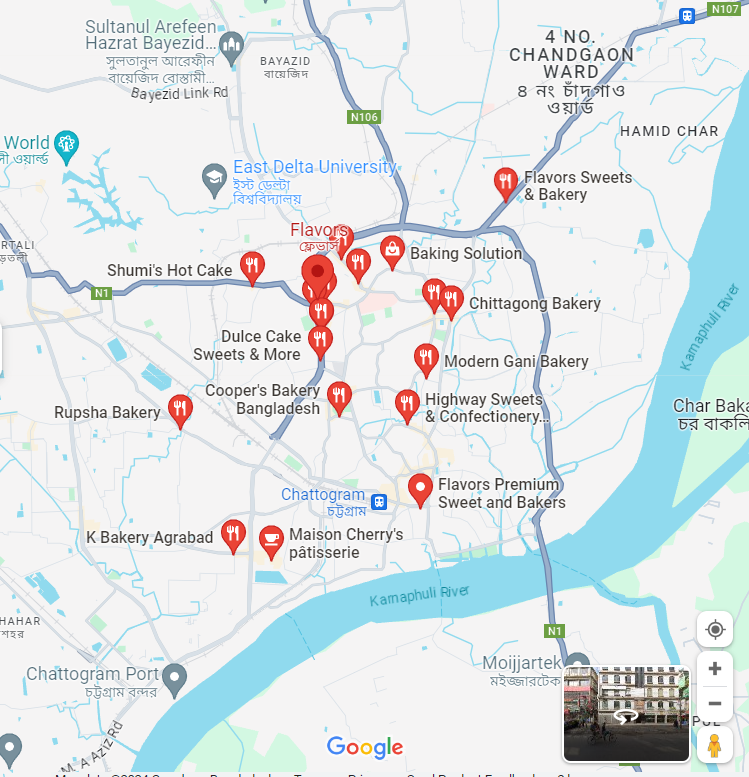 N107
Sultanul Arefeen
Hazrat Bayezid...
সুলতানুল আরেফীন
বায়েজিদ বোস্তামী...
4 NO.
CHANDGAON
WARD
৪ নং চাঁদগাও
ওয়ার্ড
BAYAZID
বায়েজিদ
Bayezid Link Rd
N106
HAMID CHAR
World
ওয়ার্ল্ড
East Delta University
ইস্ট ডেল্টা
বিশ্ববিদ্যালয়
Flavors Sweets
& Bakery
Flavors
ফ্লেভার্স
Baking Solution
Shumi's Hot Cake
N1
Chittagong Bakery
Karnaphuli River
Dulce Cake
Sweets & More
Modern Gani Bakery
Cooper's Bakery
Bangladesh
Highway Sweets
& Confectionery...
Rupsha Bakery
Char Baka
চর বাকলি
Chattogram
চট্টগ্রাম
Flavors Premium
Sweet and Bakers
K Bakery Agrabad
Maison Cherry's
pâtisserie
Karnaphuli River
AHAR
শহর
N1
Chattogram Port
চট্টগ্রাম বন্দর
Moijjartek
মইজ্জারটেক
M. A Aziz Rd
Google